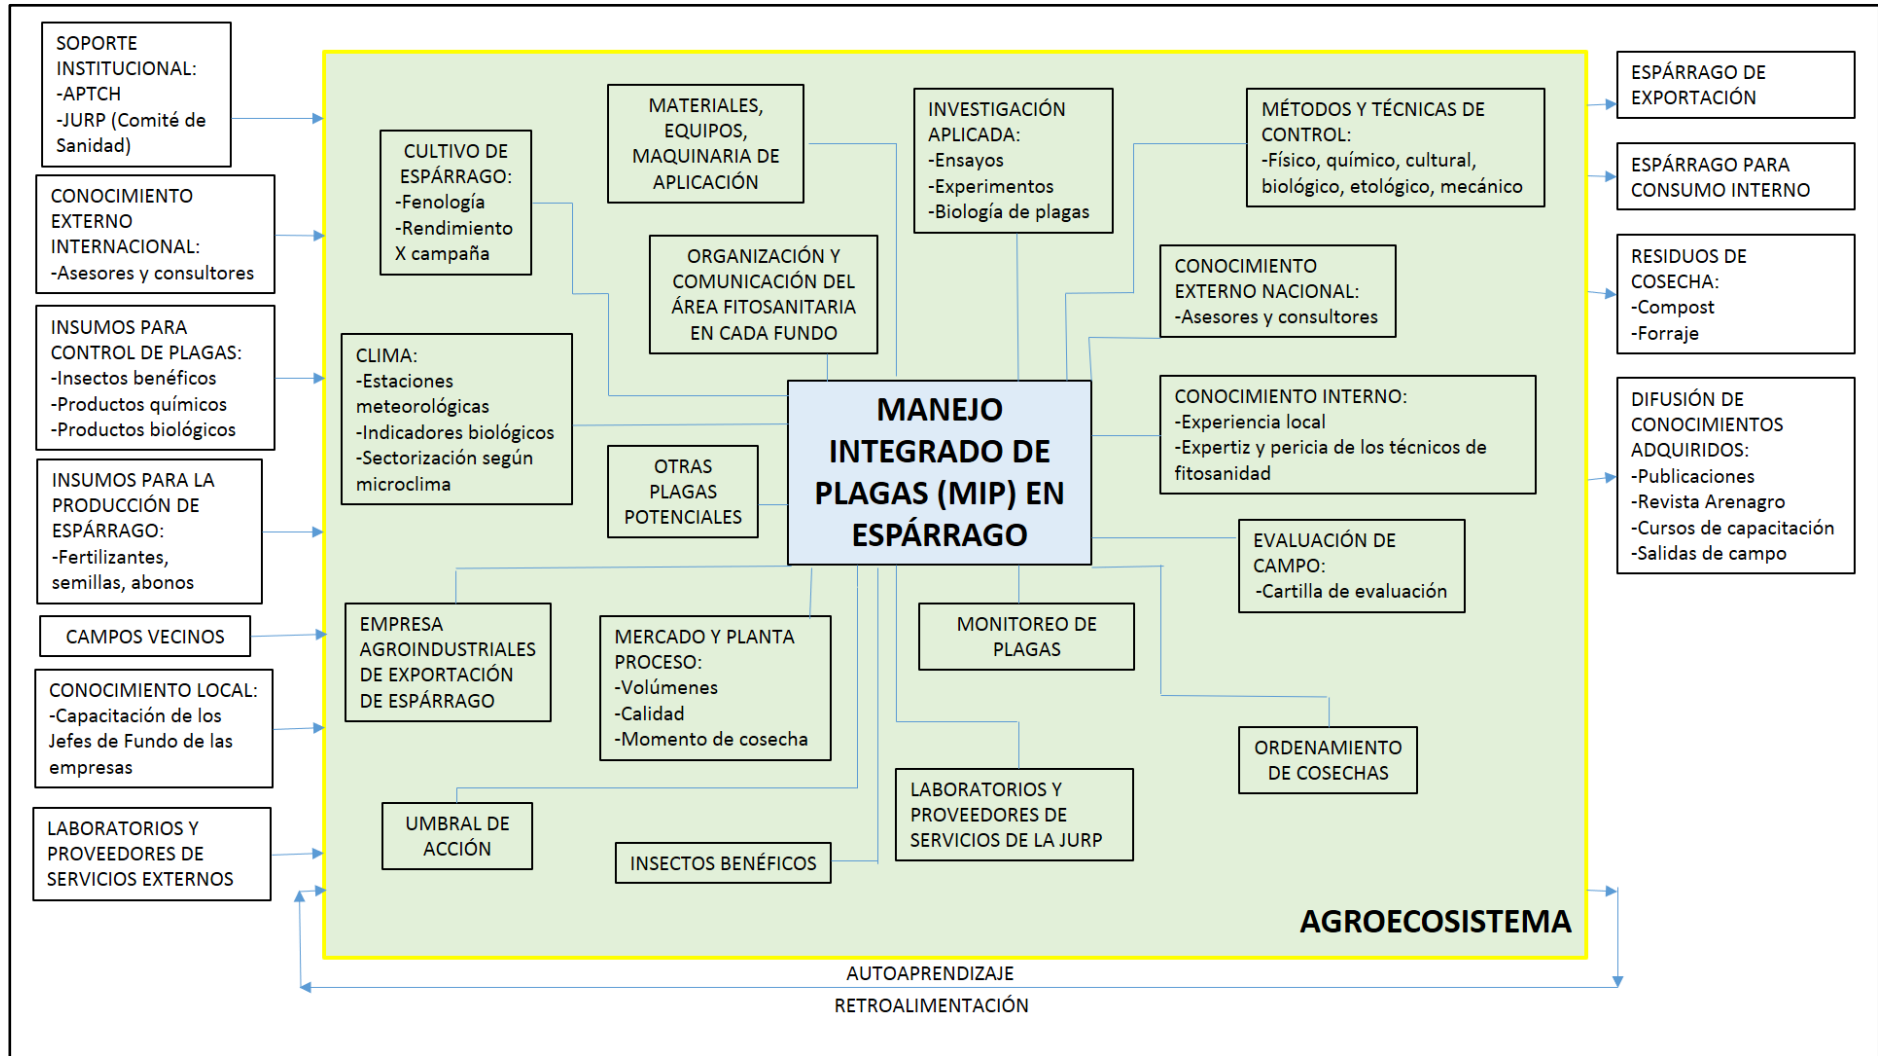 SOPORTE
INSTITUCIONAL:
-APTCH
-JURP (Comité de
Sanidad)
CONOCIMIENTO
EXTERNO
INTERNACIONAL:
-Asesores y consultores
INSUMOS PARA
CONTROL DE PLAGAS:
-Insectos benéficos
-Productos químicos
-Productos biológicos
INSUMOS PARA LA
PRODUCCIÓN DE
ESPÁRRAGO:
-Fertilizantes,
semillas, abonos
CAMPOS VECINOS
CONOCIMIENTO LOCAL:
-Capacitación de los
Jefes de Fundo de las
empresas
LABORATORIOS Y
PROVEEDORES DE
SERVICIOS EXTERNOS
CULTIVO DE
ESPÁRRAGO:
-Fenología
-Rendimiento
X campaña
MATERIALES,
EQUIPOS,
MAQUINARIA DE
APLICACIÓN
INVESTIGACIÓN
APLICADA:
-Ensayos
-Experimentos
-Biología de plagas
MÉTODOS Y TÉCNICAS DE
CONTROL:
-Físico, químico, cultural,
biológico, etológico, mecánico
ORGANIZACIÓN Y
COMUNICACIÓN DEL
ÁREA FITOSANITARIA
EN CADA FUNDO
CONOCIMIENTO
EXTERNO NACIONAL:
-Asesores y consultores
CLIMA:
-Estaciones
meteorológicas
-Indicadores biológicos
-Sectorización según
microclima
OTRAS
PLAGAS
POTENCIALES
MANEJO
INTEGRADO DE
PLAGAS (MIP) EN
ESPÁRRAGO
CONOCIMIENTO INTERNO:
-Experiencia local
-Expertiz y pericia de los técnicos de
fitosanidad
EVALUACIÓN DE
CAMPO:
-Cartilla de evaluación
EMPRESA
AGROINDUSTRIALES
DE EXPORTACIÓN
DE ESPÁRRAGO
MERCADO Y PLANTA
PROCESO:
-Volúmenes
-Calidad
-Momento de cosecha
MONITOREO DE
PLAGAS
ORDENAMIENTO
DE COSECHAS
UMBRAL DE
ACCIÓN
INSECTOS BENÉFICOS
LABORATORIOS Y
PROVEEDORES DE
SERVICIOS DE LA JURP
AGROECOSISTEMA
ESPÁRRAGO DE
EXPORTACIÓN
ESPÁRRAGO PARA
CONSUMO INTERNO
RESIDUOS DE
COSECHA:
-Compost
-Forraje
DIFUSIÓN DE
CONOCIMIENTOS
ADQUIRIDOS:
-Publicaciones
-Revista Arenagro
-Cursos de capacitación
-Salidas de campo
AUTOAPRENDIZAJE
RETROALIMENTACIÓN